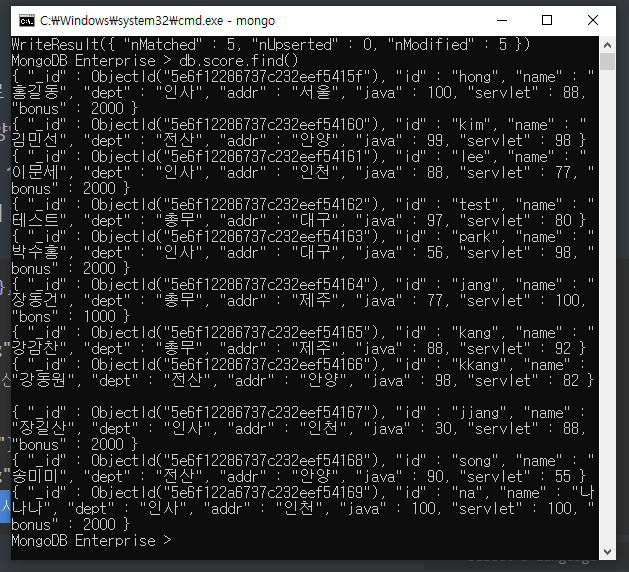 C:\Windows\system32\cmd.exe - mongo
WriteResult({ "nMatched" : 5, "nUpserted" : 0, "nModified" : 5 })
MongoDB Enterprise > db.score.find()
{ "_id" : ObjectId("5e6f12286737c232eef5415f"), "id" : "hong", "name" : "
홍길동", "dept" : "인사", "addr" : "서울", "java" : 100, "servlet" : 88,
"bonus" : 2000 }
{ "_id" : ObjectId("5e6f12286737c232eef54160"), "id" : "kim", "name" : "
김민선", "dept" : "전산", "addr" : "안양", "java" : 99, "servlet" : 98 }
{ "_id" : ObjectId("5e6f12286737c232eef54161"), "id" : "lee", "name" : "
이문세", "dept" : "인사", "addr" : "인천", "java" : 88, "servlet" : 77, "
bonus" : 2000 }
{ "_id" : ObjectId("5e6f12286737c232eef54162"), "id" : "test", "name" : "
테스트", "dept" : "총무", "addr" : "대구", "java" : 97, "servlet" : 80 }
{ "_id" : ObjectId("5e6f12286737c232eef54163"), "id" : "park", "name" : "
박수홍", "dept" : "인사", "addr" : "대구", "java" : 56, "servlet" : 98, "
bonus" : 2000 }
{ "_id" : ObjectId("5e6f12286737c232eef54164"), "id" : "jang", "name" : "
장동건", "dept" : "총무", "addr" : "제주", "java" : 77, "servlet" : 100,
"bons" : 1000 }
{ "_id" : ObjectId("5e6f12286737c232eef54165"), "id" : "kang", "name" : "
강감찬", "dept" : "총무", "addr" : "제주", "java" : 88, "servlet" : 92 }
{ "_id" : ObjectId("5e6f12286737c232eef54166"), "id" : "kkang", "name" :
"강동원", "dept" : "전산", "addr" : "안양", "java" : 98, "servlet" : 82 }
{ "_id" : ObjectId("5e6f12286737c232eef54167"), "id" : "jjang", "name" :
"장길산", "dept" : "인사", "addr" : "인천", "java" : 30, "servlet" : 88,
"bonus" : 2000 }
{ "_id" : ObjectId("5e6f12286737c232eef54168"), "id" : "song", "name" : "
송미미", "dept" : "전산", "addr" : "안양", "java" : 90, "servlet" : 55 }
{ "_id" : ObjectId("5e6f122a6737c232eef54169"), "id" : "na", "name" : "나
나나", "dept" : "인사", "addr" : "인천", "java" : 100, "servlet" : 100, "
bonus" : 2000 }
MongoDB Enterprise >